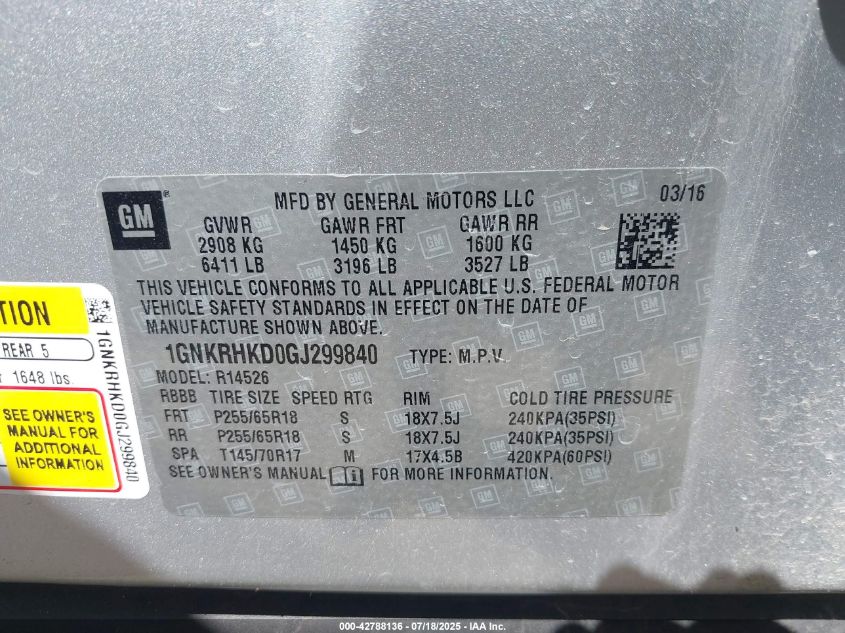 GM®
MFD BY GENERAL MOTORS LLC 03/16
GVWR GAWR FRT GAWR RR
2908 KG 1450 KG 1600 KG
6411 LB 3196 LB 3527 LB
THIS VEHICLE CONFORMS TO ALL APPLICABLE U.S. FEDERAL MOTOR
VEHICLE SAFETY STANDARDS IN EFFECT ON THE DATE OF
MANUFACTURE SHOWN ABOVE.
1GNKRHKD0GJ299840 TYPE: M.P.V.
MODEL: R14526
RBBB TIRE SIZE SPEED RTG RIM COLD TIRE PRESSURE
FRT P255/65R18 S 18X7.5J 240KPA(35PSI)
RR P255/65R18 S 18X7.5J 240KPA(35PSI)
SPA T145/70R17 M 17X4.5B 420KPA(60PSI)
SEE OWNER'S MANUAL FOR MORE INFORMATION.
REAR 5
1648 lbs.
SEE OWNER'S
MANUAL FOR
ADDITIONAL
INFORMATION
1GNKRHKD0GJ299840
000-42788136 - 07/18/2025 - IAA Inc.